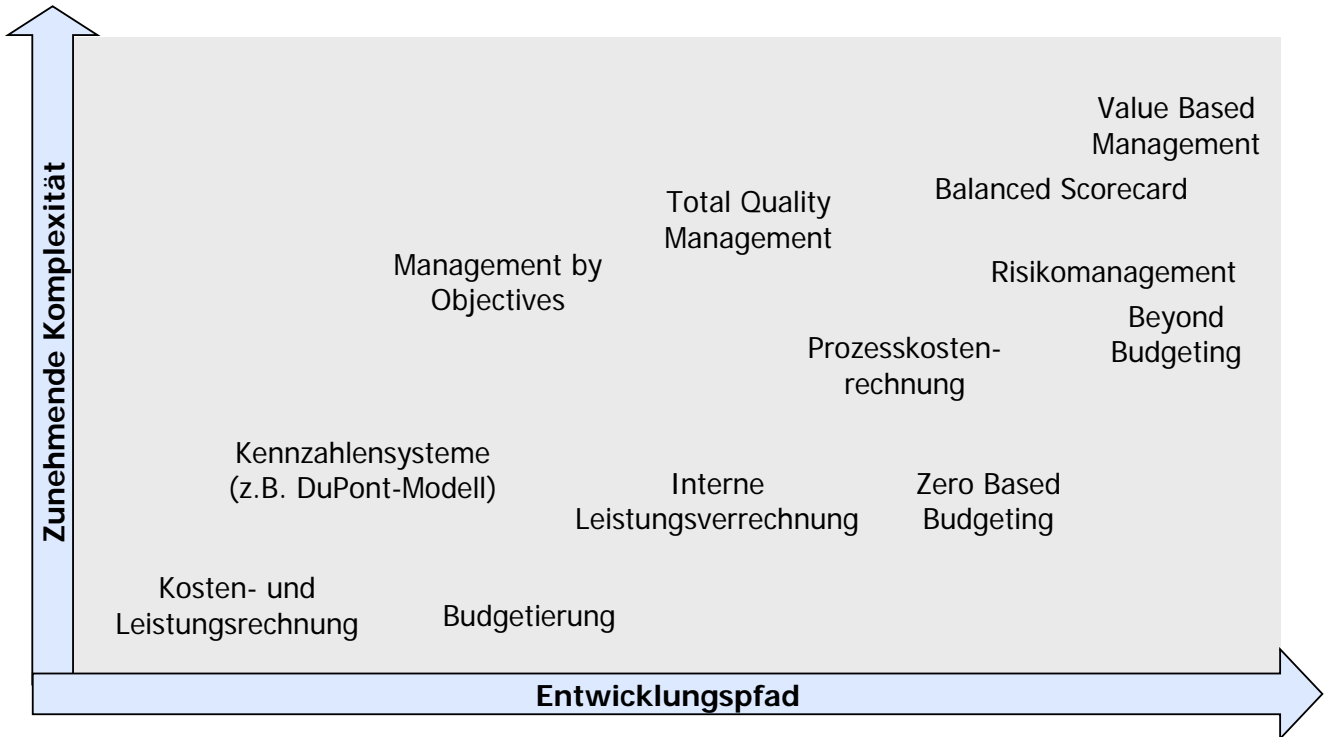 Zunehmende Komplexität
Value Based
Management
Balanced Scorecard
Total Quality
Management
Management by
Objectives
Risikomanagement
Beyond
Budgeting
Prozesskosten-
rechnung
Kennzahlensysteme
(z.B. DuPont-Modell)
Interne
Leistungsverrechnung
Zero Based
Budgeting
Kosten- und
Leistungsrechnung
Budgetierung
Entwicklungspfad